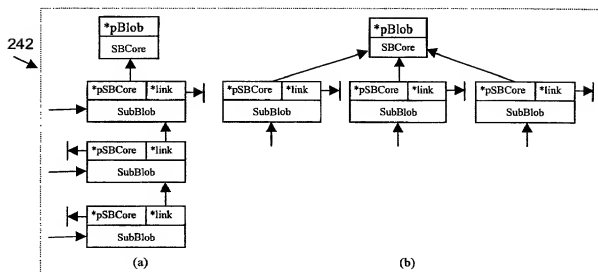 242
*pBlob
SBCore
*pSBCore *link
SubBlob
*pSBCore *link
SubBlob
*pSBCore *link
SubBlob
(a)
*pBlob
SBCore
*pSBCore *link *pSBCore *link *pSBCore *link
SubBlob SubBlob SubBlob
(b)